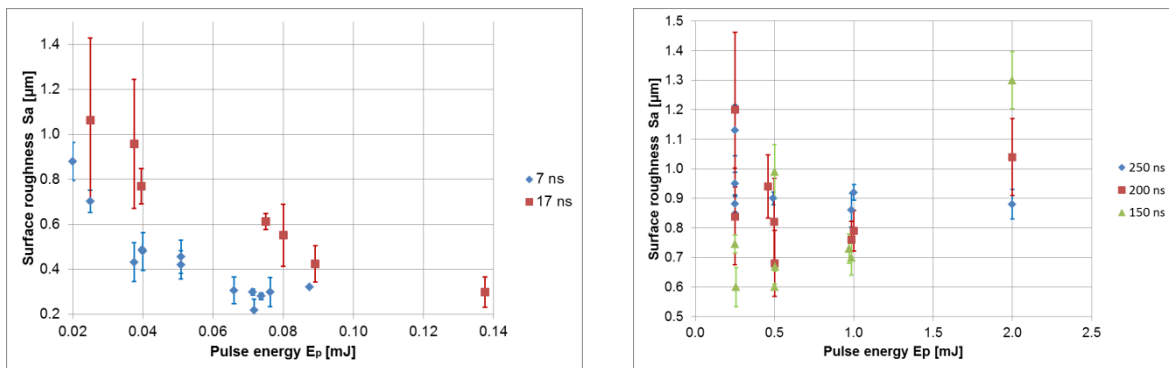 Surface roughness Sa [µm]
1.4
1.2
1.0
0.8
0.6
0.4
0.2
0.02 0.04 0.06 0.08 0.10 0.12 0.14
Pulse energy Ep [mJ]
7 ns
17 ns
Surface roughness Sa [µm]
1.5
1.4
1.3
1.2
1.1
1.0
0.9
0.8
0.7
0.6
0.5
0.0 0.5 1.0 1.5 2.0 2.5
Pulse energy Ep [mJ]
250 ns
200 ns
150 ns